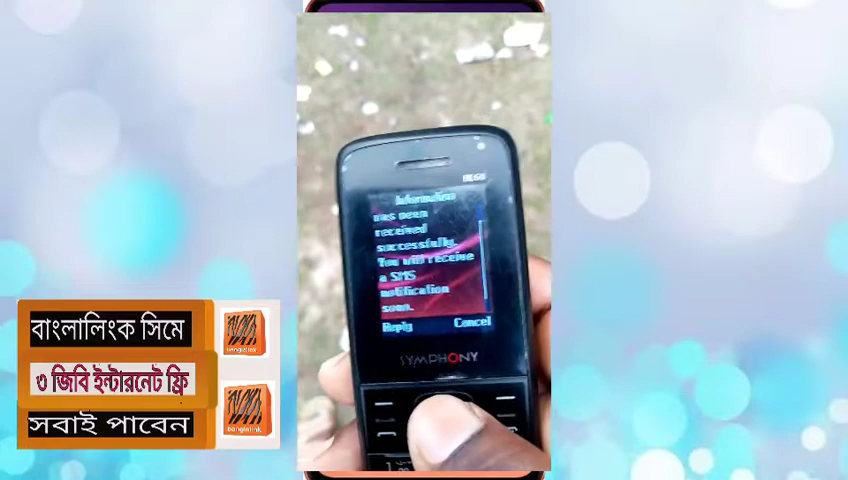 Information
has been
received
successfully.
You will receive
a SMS
notification
soon.
Reply Cancel
SYMPHONY
বাংলালিংক সিমে
৩ জিবি ইন্টারনেট ফ্রি
সবাই পাবেন
banglalink
banglalink